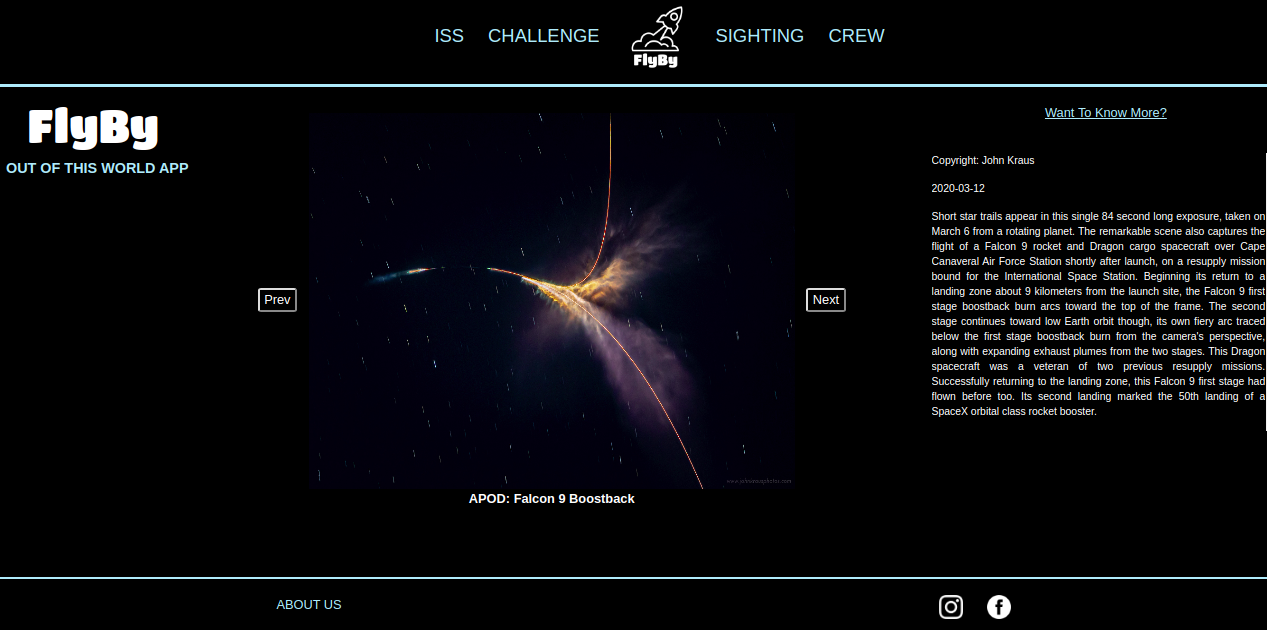 ISS CHALLENGE FlyBy SIGHTING CREW
FlyBy
OUT OF THIS WORLD APP
Prev
Next
APOD: Falcon 9 Boostback
Want To Know More?
Copyright: John Kraus
2020-03-12
Short star trails appear in this single 84 second long exposure, taken on
March 6 from a rotating planet. The remarkable scene also captures the
flight of a Falcon 9 rocket and Dragon cargo spacecraft over Cape
Canaveral Air Force Station shortly after launch, on a resupply mission
bound for the International Space Station. Beginning its return to a
landing zone about 9 kilometers from the launch site, the Falcon 9 first
stage boostback burn arcs toward the top of the frame. The second
stage continues toward low Earth orbit though, its own fiery arc traced
below the first stage boostback burn from the camera's perspective,
along with expanding exhaust plumes from the two stages. This Dragon
spacecraft was a veteran of two previous resupply missions.
Successfully returning to the landing zone, this Falcon 9 first stage had
flown before too. Its second landing marked the 50th landing of a
SpaceX orbital class rocket booster.
ABOUT US